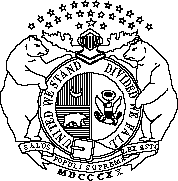 UNITED WE STAND DIVIDED WE FALL
SALUS POPULI SUPREMA LEX ESTO
MDCCCXX